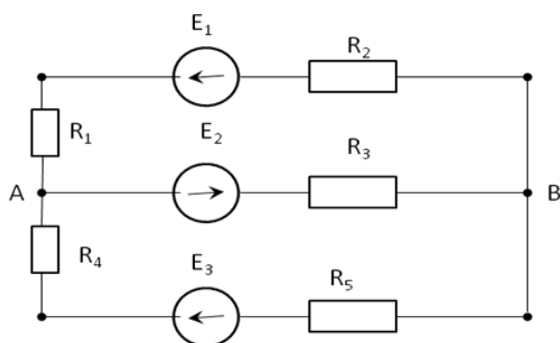 E₁
R₂
R₁
E₂
R₃
A
B
R₄
E₃
R₅